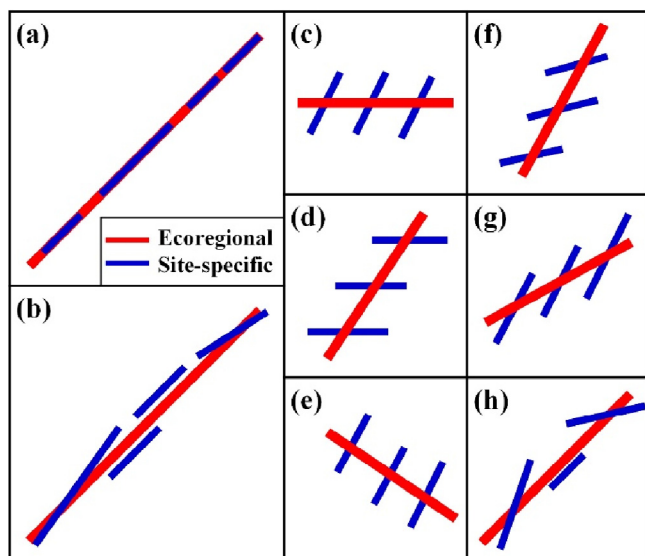 (a)
Ecoregional
Site-specific
(b)
(c)
(d)
(e)
(f)
(g)
(h)